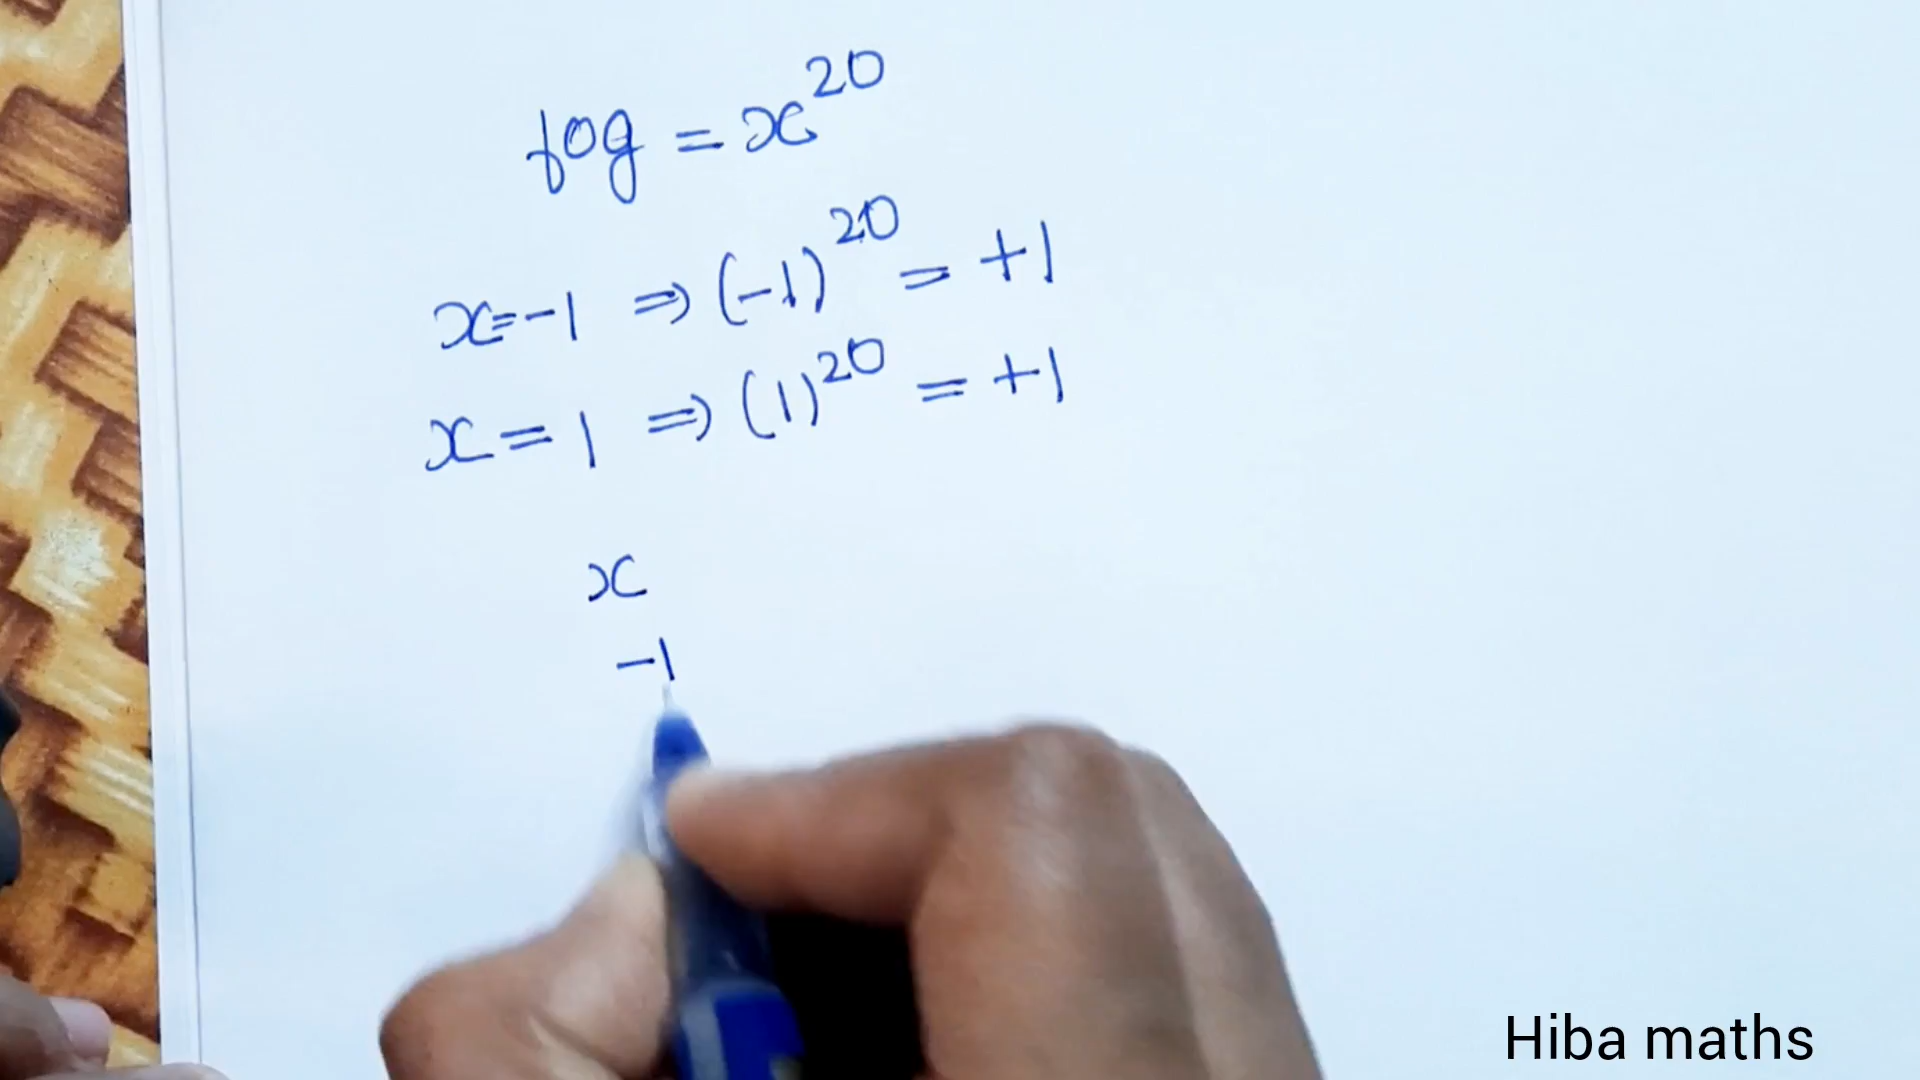 fog = x^20
x=-1 ⇒ (-1)^20 = +1
x = 1 ⇒ (1)^20 = +1
x
-1
Hiba maths